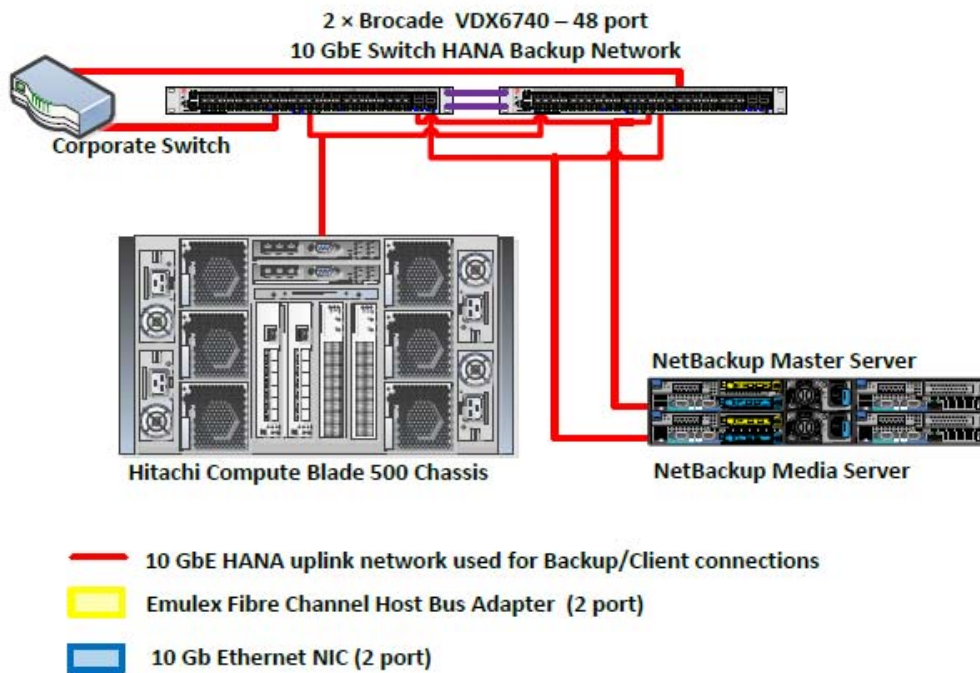 2 × Brocade  VDX6740 – 48 port
10 GbE Switch HANA Backup Network
Corporate Switch
NetBackup Master Server
Hitachi Compute Blade 500 Chassis
NetBackup Media Server
10 GbE HANA uplink network used for Backup/Client connections
Emulex Fibre Channel Host Bus Adapter  (2 port)
10 Gb Ethernet NIC (2 port)